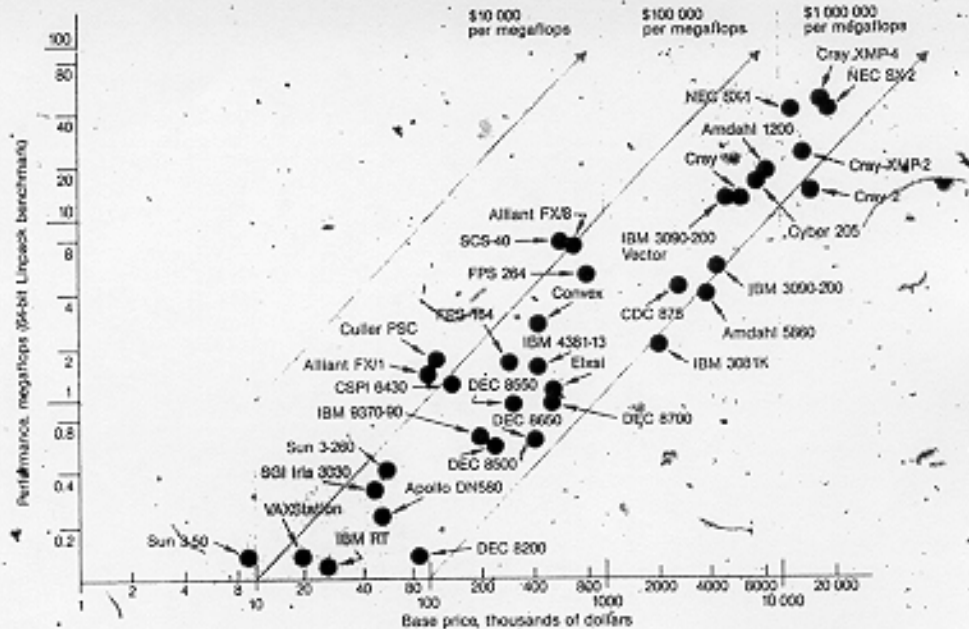 $10 000
per megaflops
$100 000
per megaflops
$1 000 000
per megaflops
Performance, megaflops (64-bit Linpack benchmark)
100
80
40
20
10
8
4
2
1
0.8
0.4
0.2
Cray XMP-4
NEC SX-2
NEC SX-1
Amdahl 1200
Cray
Cray-XMP-2
Cray-2
Cyber 205
IBM 3090-200
Vector
Alliant FX/8
SCS-40
FPS 264
Convex
IBM 3090-200
CDC 875
Amdahl 5860
IBM 3081K
FPS-164
IBM 4381-13
Culler PSC
Alliant FX/1
CSPI 6430
Elxsi
DEC 8550
DEC 8650
DEC 8700
IBM 9370-90
DEC 8500
Sun 3-260
SGI Iris 3030
Apollo DN580
VAXStation
IBM RT
Sun 3-50
DEC 8200
1
2
4
8
10
20
40
80
100
200
400
800
1000
2000
4000
10 000
20 000
Base price, thousands of dollars